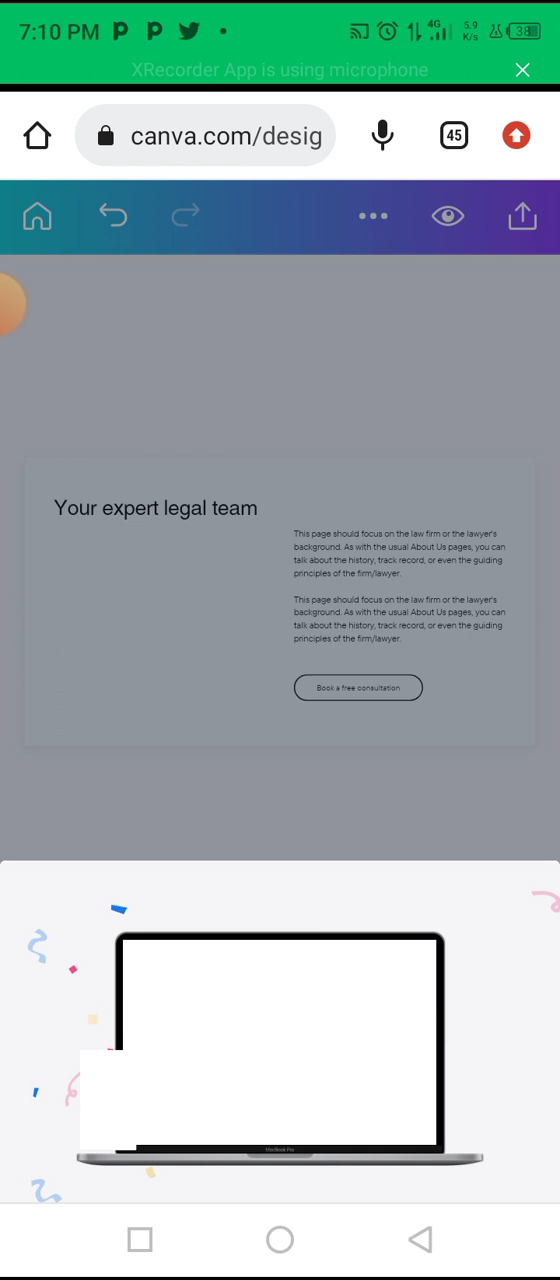 7:10 PM
4G
5.9
K/s
38
XRecorder App is using microphone
canva.com/desig
45
Your expert legal team
This page should focus on the law firm or the lawyer's
background. As with the usual About Us pages, you can
talk about the history, track record, or even the guiding
principles of the firm/lawyer.
This page should focus on the law firm or the lawyer's
background. As with the usual About Us pages, you can
talk about the history, track record, or even the guiding
principles of the firm/lawyer.
Book a free consultation
MacBook Pro